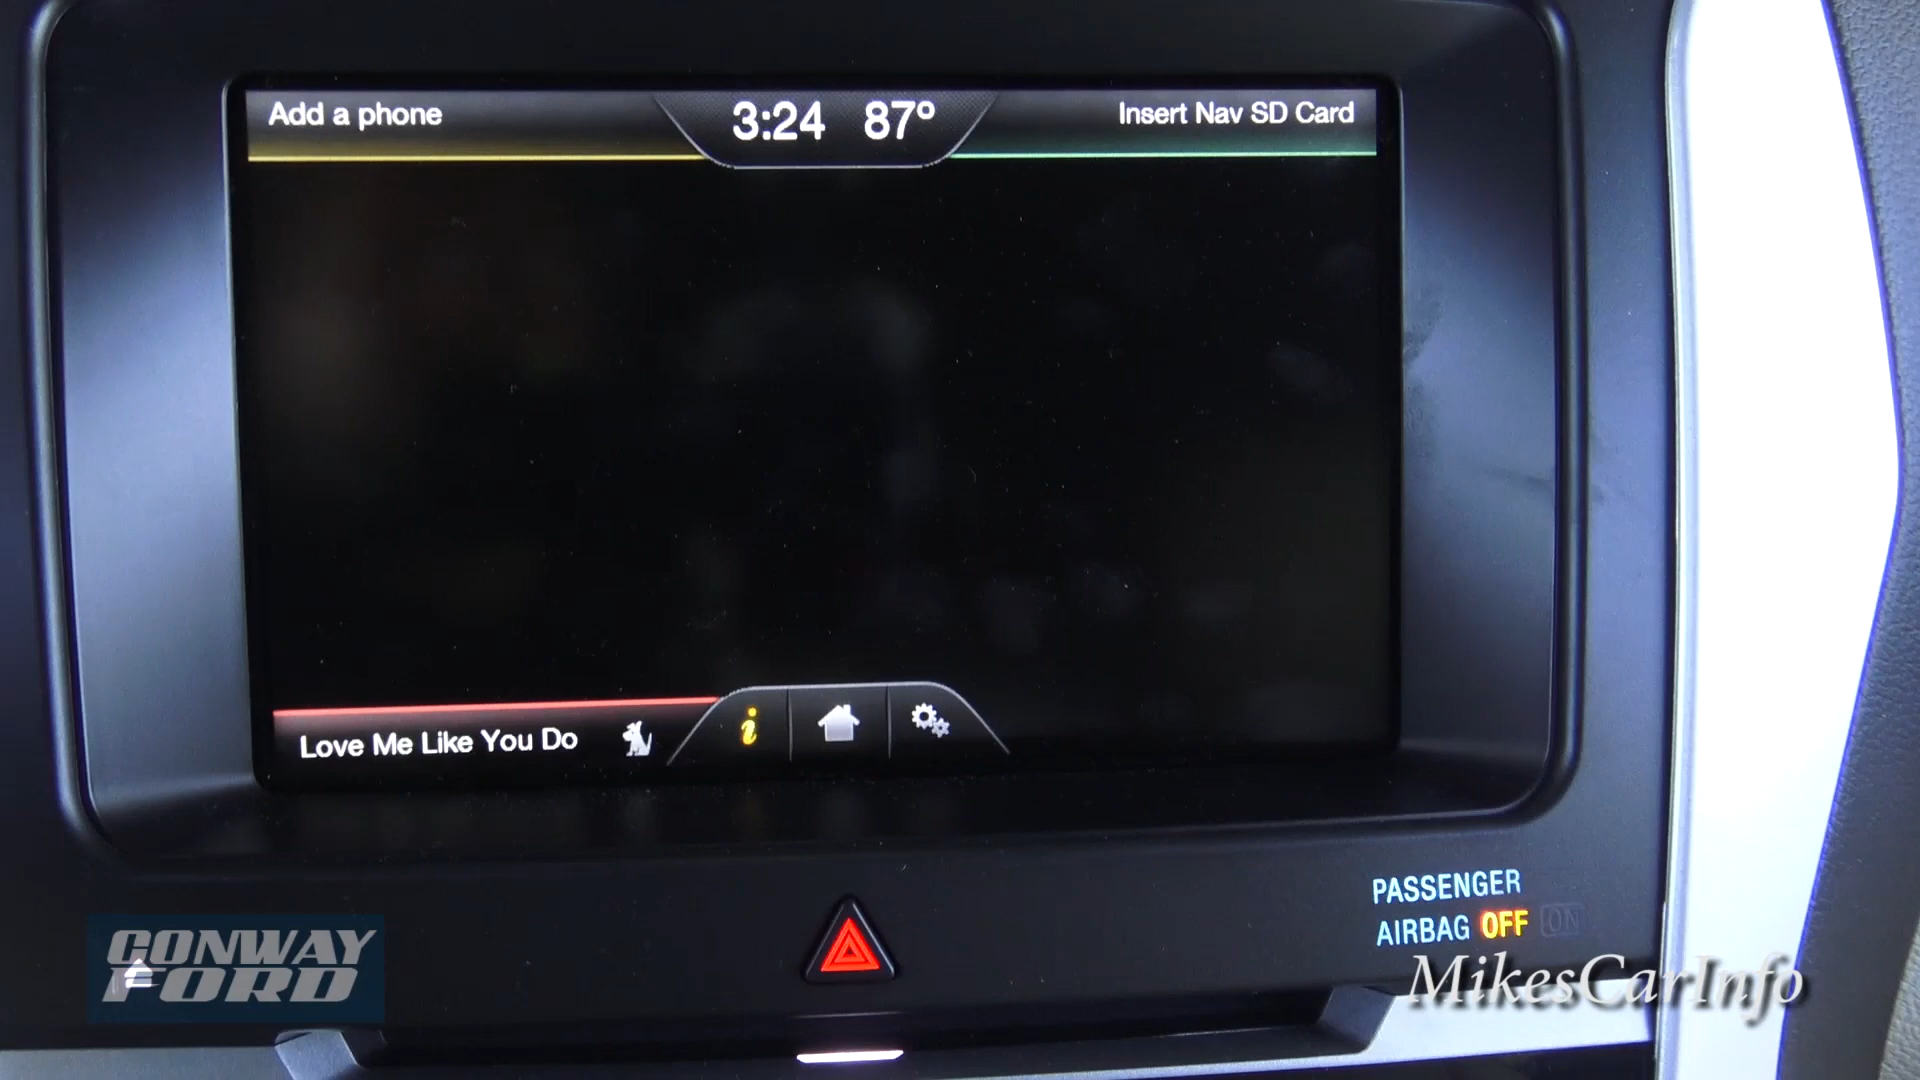 Add a phone
3:24 87°
Insert Nav SD Card
Love Me Like You Do
i
PASSENGER
AIRBAG OFF ON
CONWAY
FORD
MikesCarInfo